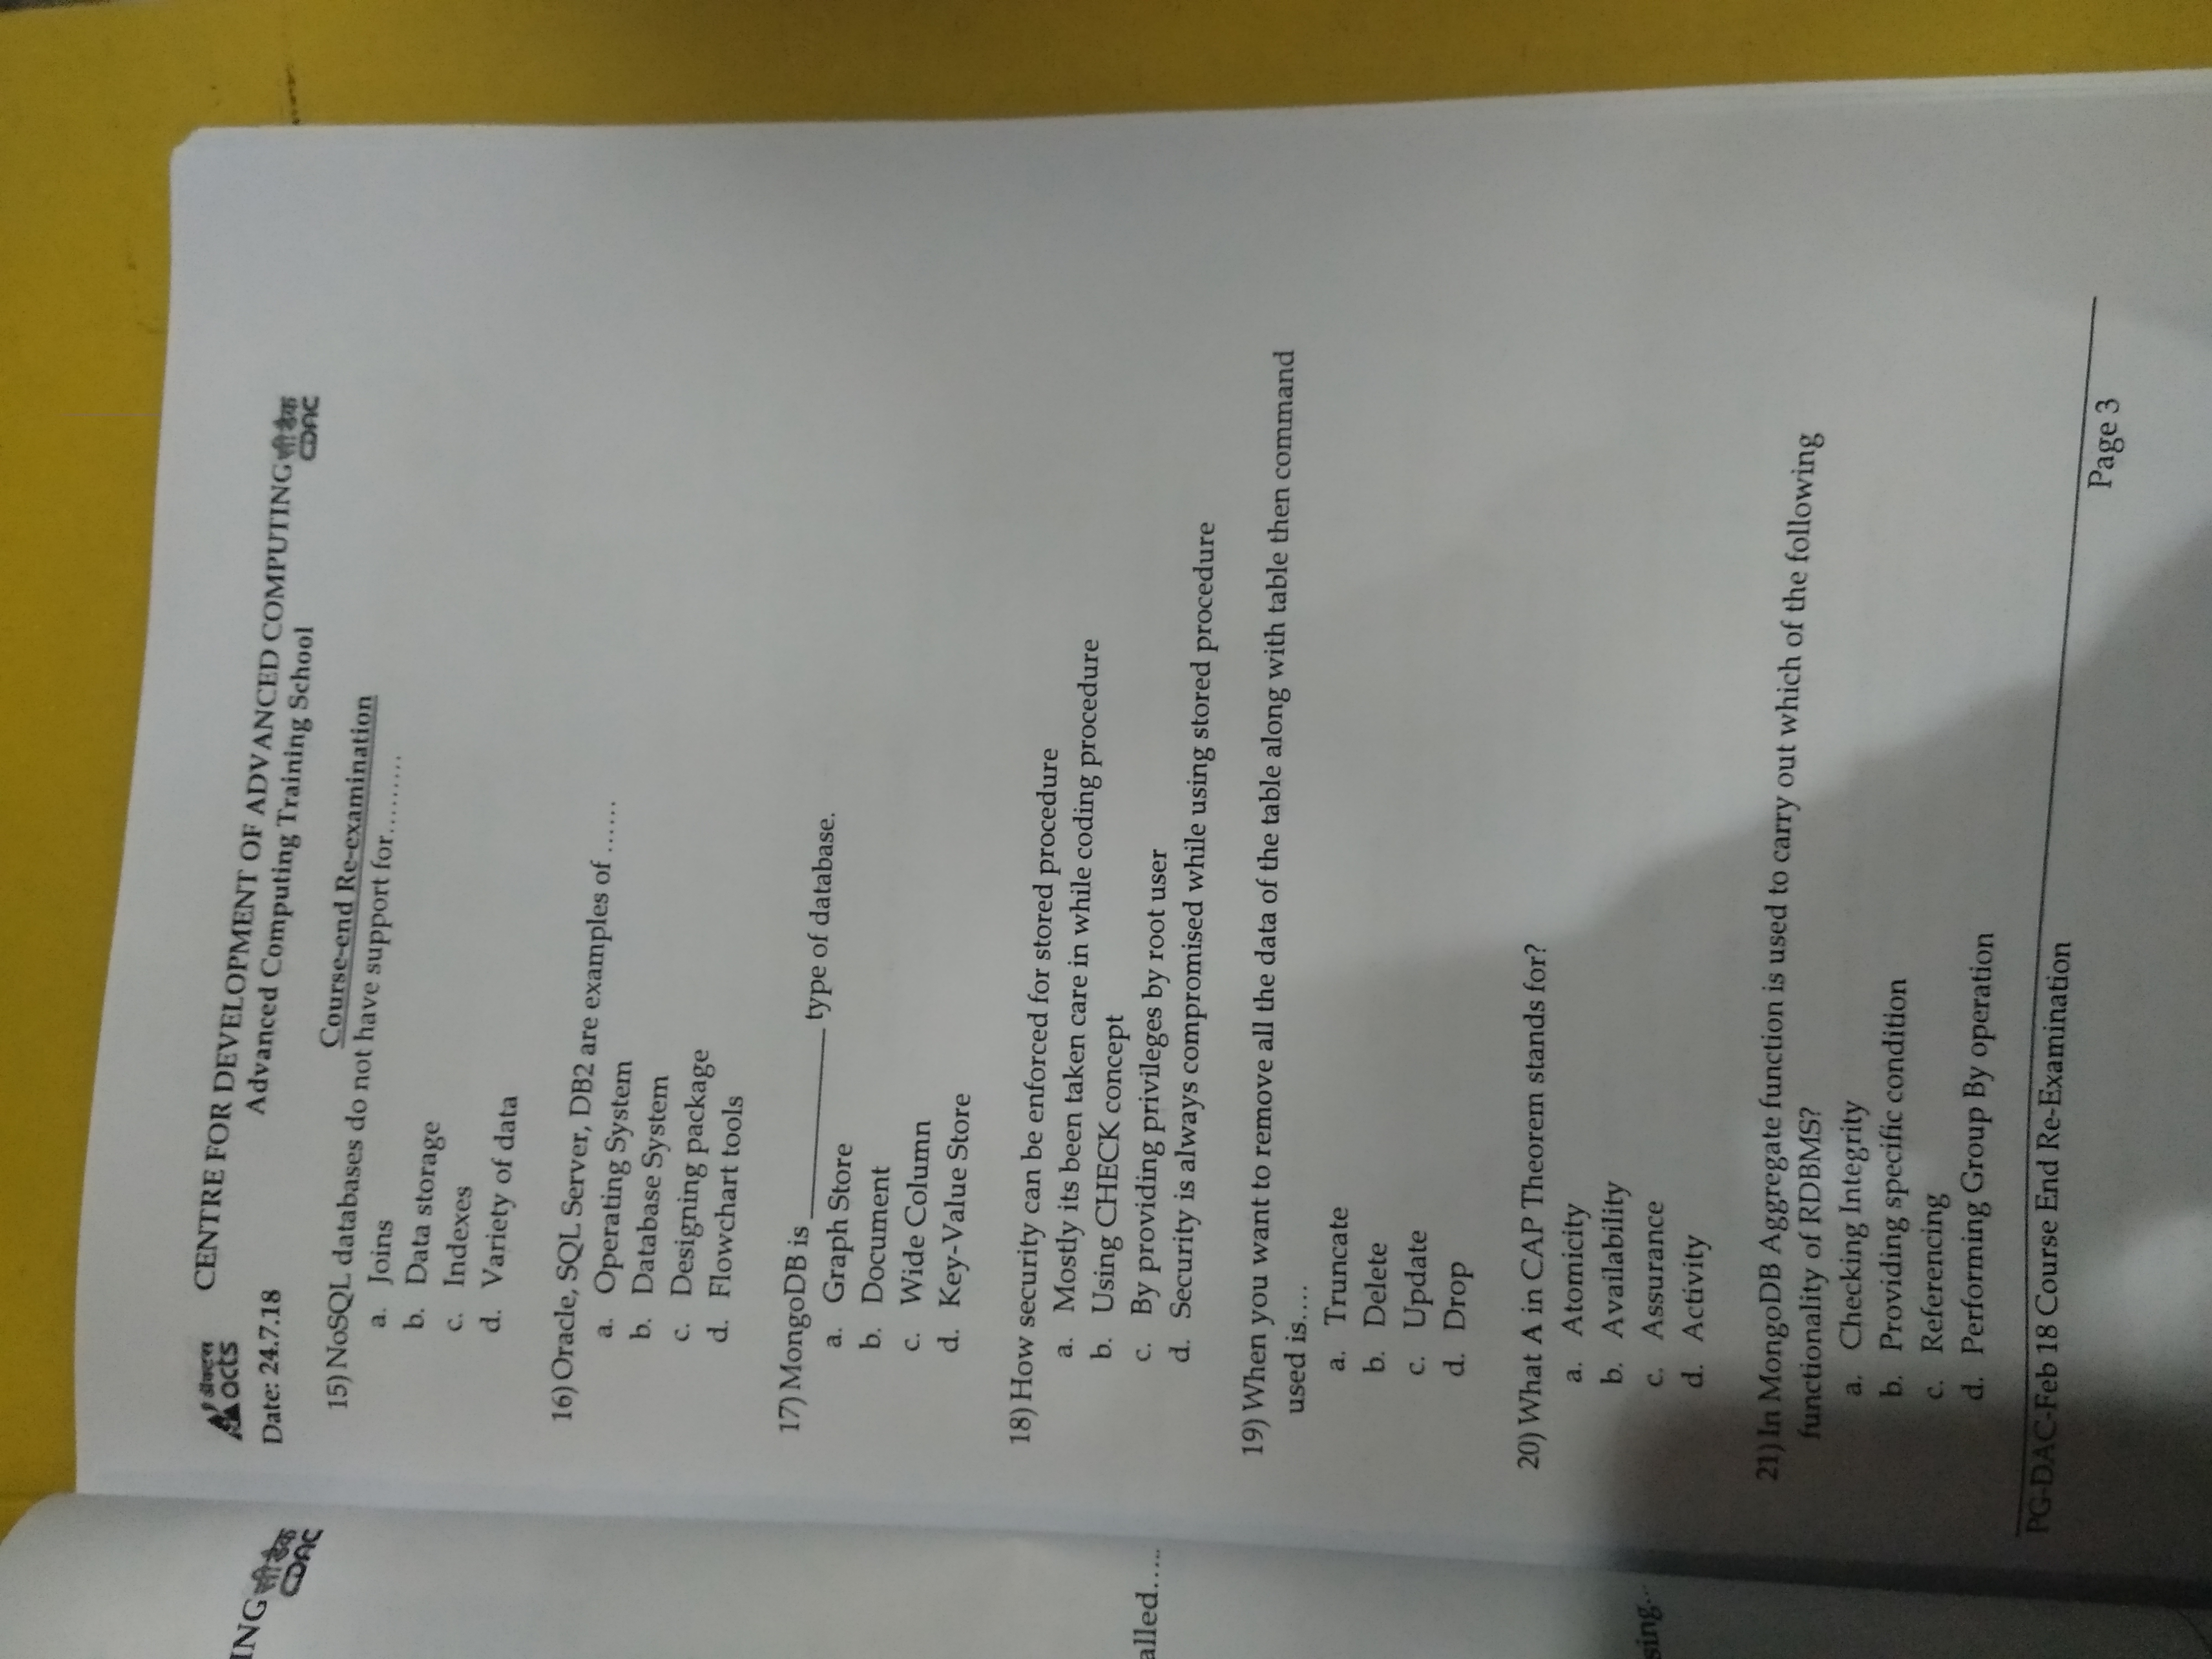 ING सीडैक
CDAC
alled.....
sing...
ॲक्टस
acts
CENTRE FOR DEVELOPMENT OF ADVANCED COMPUTING सीडैक
CDAC
Advanced Computing Training School
Date: 24.7.18
Course-end Re-examination
15) NoSQL databases do not have support for.........
a. Joins
b. Data storage
c. Indexes
d. Variety of data
16) Oracle, SQL Server, DB2 are examples of ......
a. Operating System
b. Database System
c. Designing package
d. Flowchart tools
17) MongoDB is ____________ type of database.
a. Graph Store
b. Document
c. Wide Column
d. Key-Value Store
18) How security can be enforced for stored procedure
a. Mostly its been taken care in while coding procedure
b. Using CHECK concept
c. By providing privileges by root user
d. Security is always compromised while using stored procedure
19) When you want to remove all the data of the table along with table then command
used is....
a. Truncate
b. Delete
c. Update
d. Drop
20) What A in CAP Theorem stands for?
a. Atomicity
b. Availability
c. Assurance
d. Activity
21) In MongoDB Aggregate function is used to carry out which of the following
functionality of RDBMS?
a. Checking Integrity
b. Providing specific condition
c. Referencing
d. Performing Group By operation
PG-DAC-Feb 18 Course End Re-Examination
Page 3